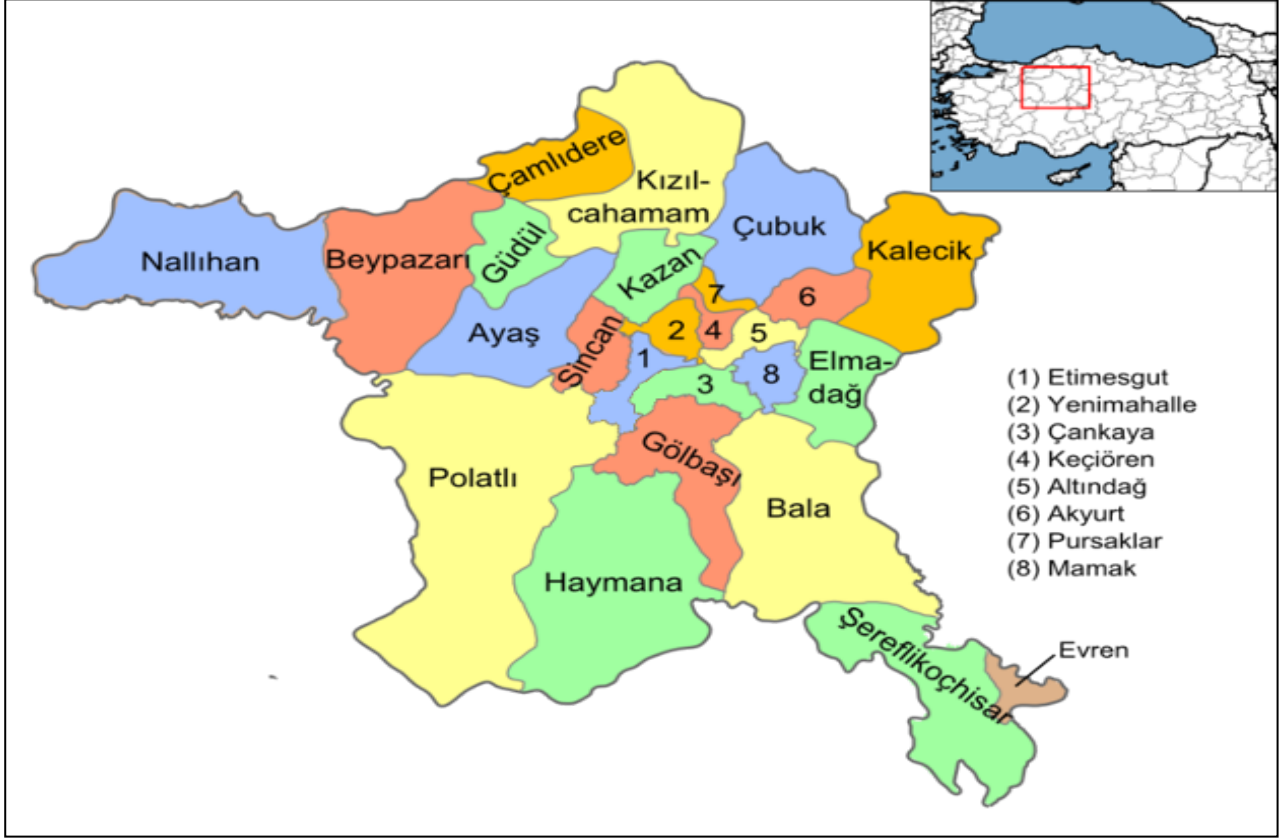 Çamlıdere
Kızıl-
cahamam
Çubuk
Kalecik
Nallıhan
Beypazarı
Güdül
Kazan
7
6
Ayaş
Sincan
2
4
5
1
3
8
Elma-
dağ
Gölbaşı
Polatlı
Bala
Haymana
Şereflikoçhisar
Evren
(1) Etimesgut
(2) Yenimahalle
(3) Çankaya
(4) Keçiören
(5) Altındağ
(6) Akyurt
(7) Pursaklar
(8) Mamak